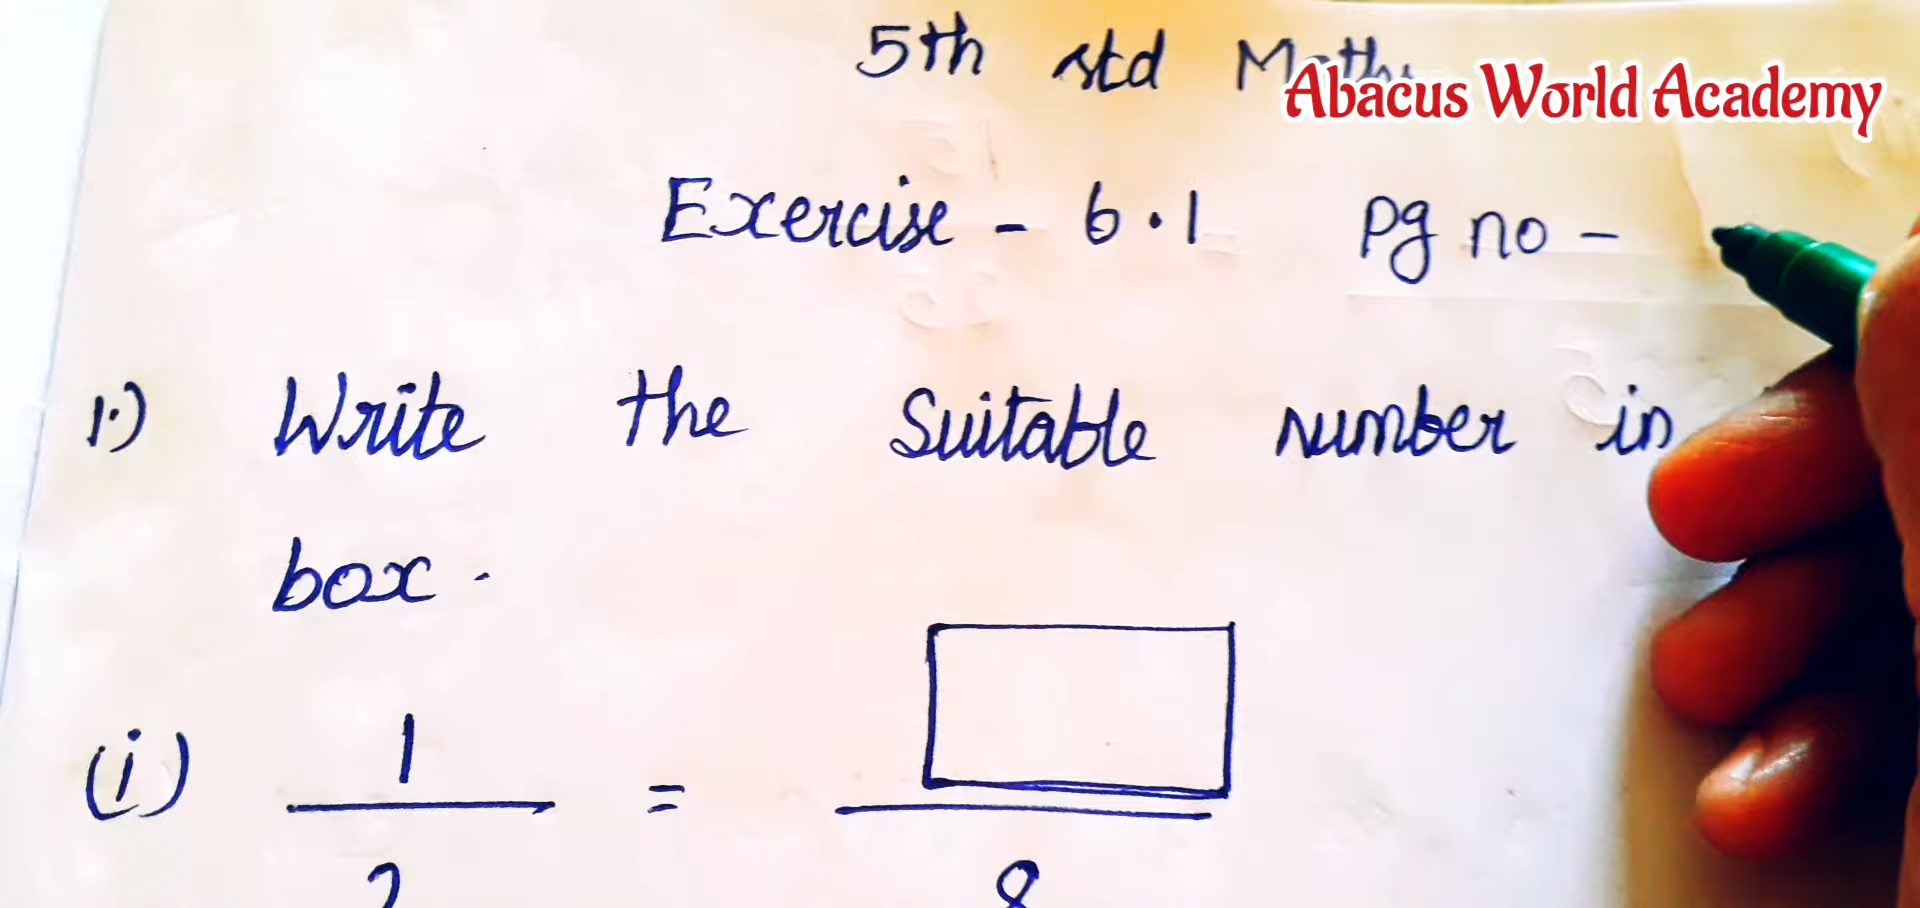 5th std Maths
Abacus World Academy
Exercise - 6.1 Pg no -
1.) Write the Suitable number in
box.
(i) 1/2 = □/8